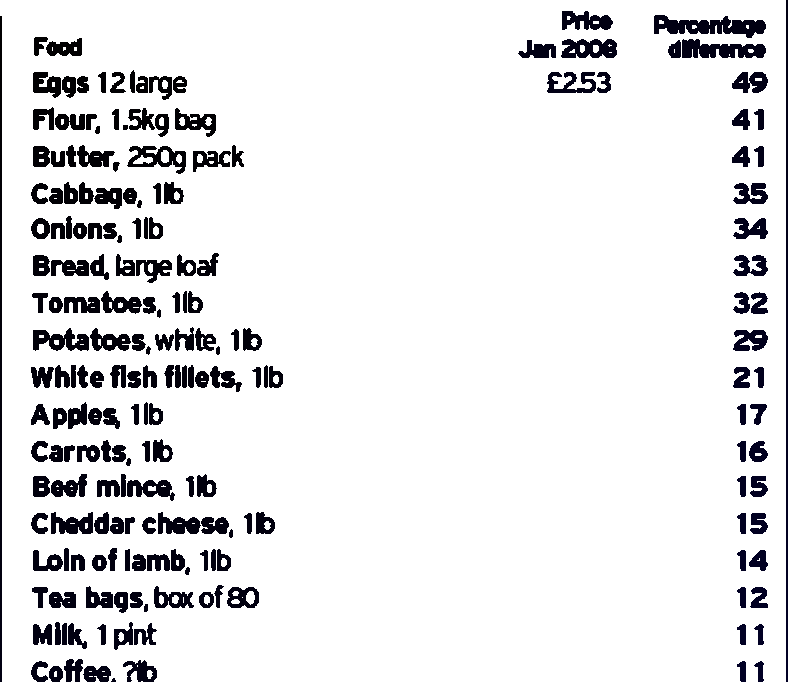 Food Price Jan 2008 Percentage difference
Eggs 12 large £2.53 49
Flour, 1.5kg bag 41
Butter, 250g pack 41
Cabbage, 1lb 35
Onions, 1lb 34
Bread, large loaf 33
Tomatoes, 1lb 32
Potatoes, white, 1lb 29
White fish fillets, 1lb 21
Apples, 1lb 17
Carrots, 1lb 16
Beef mince, 1lb 15
Cheddar cheese, 1lb 15
Loin of lamb, 1lb 14
Tea bags, box of 80 12
Milk, 1 pint 11
Coffee, ?lb 11